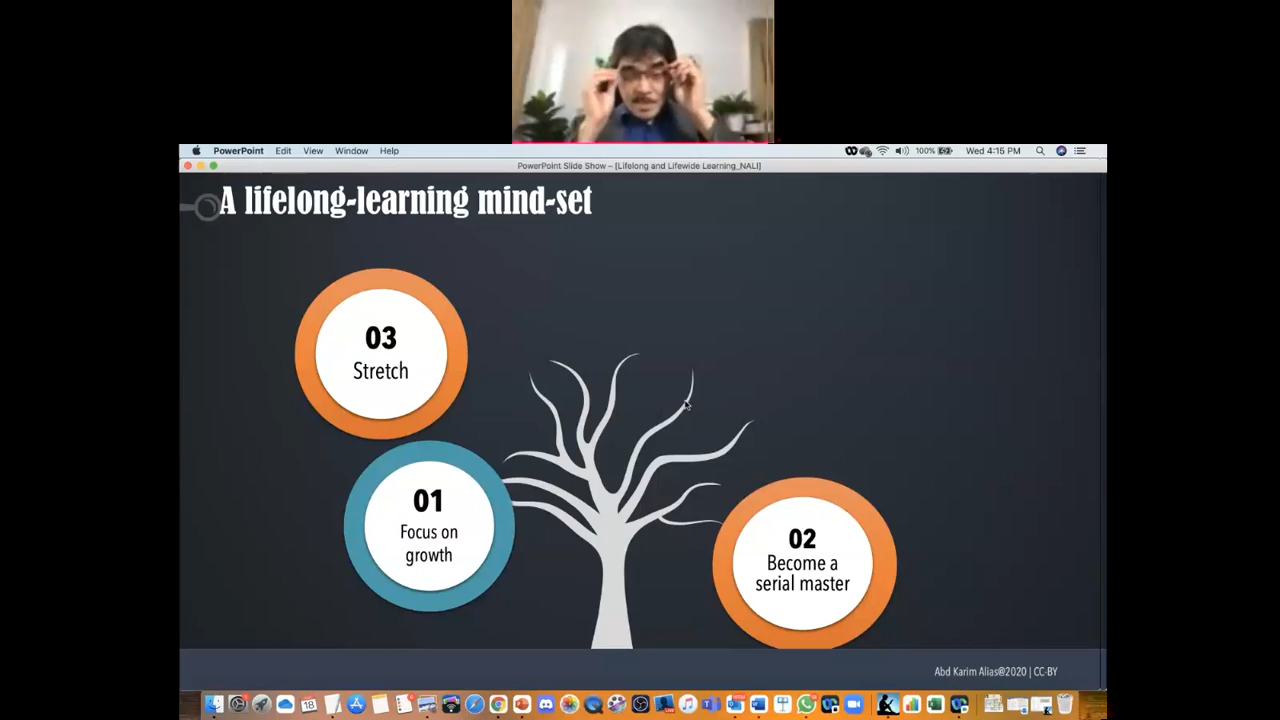 PowerPoint Edit View Window Help
100% Wed 4:15 PM
PowerPoint Slide Show – [Lifelong and Lifewide Learning_NALI]
A lifelong-learning mind-set
03
Stretch
01
Focus on
growth
02
Become a
serial master
Abd Karim Alias@2020 | CC-BY
18